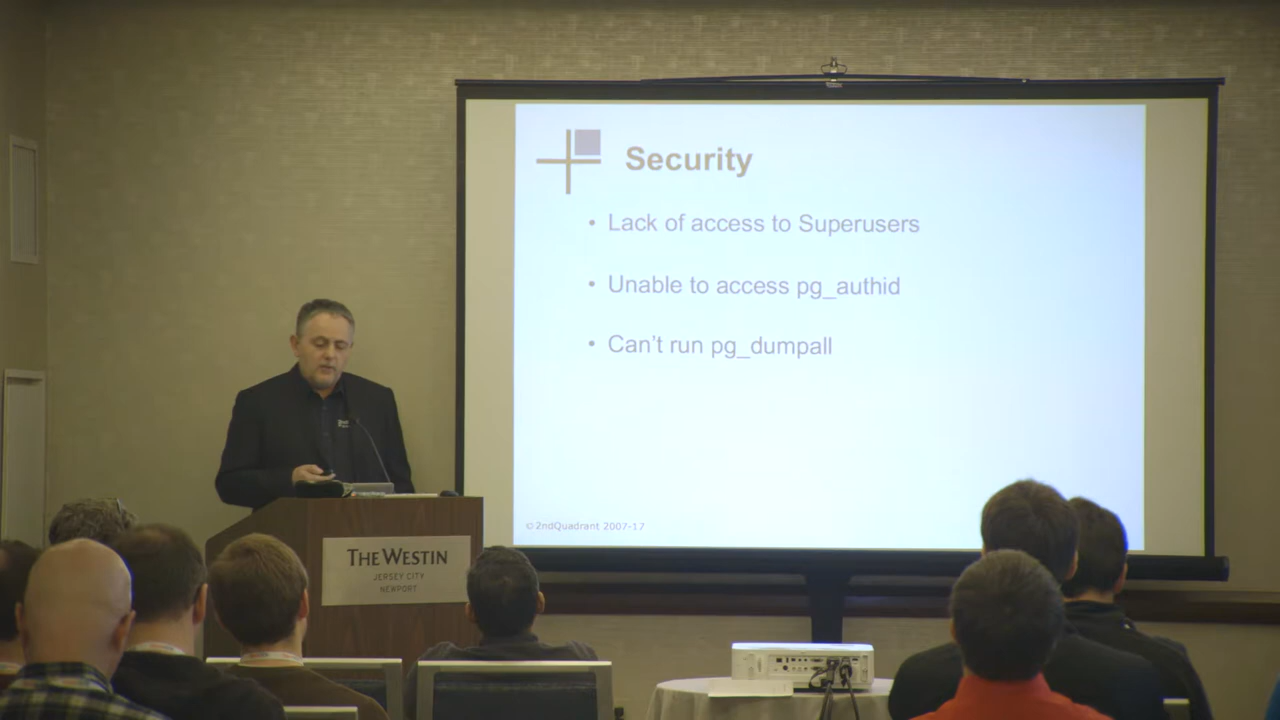 Security
• Lack of access to Superusers
• Unable to access pg_authid
• Can't run pg_dumpall
© 2ndQuadrant 2007-17
THE WESTIN
JERSEY CITY
NEWPORT